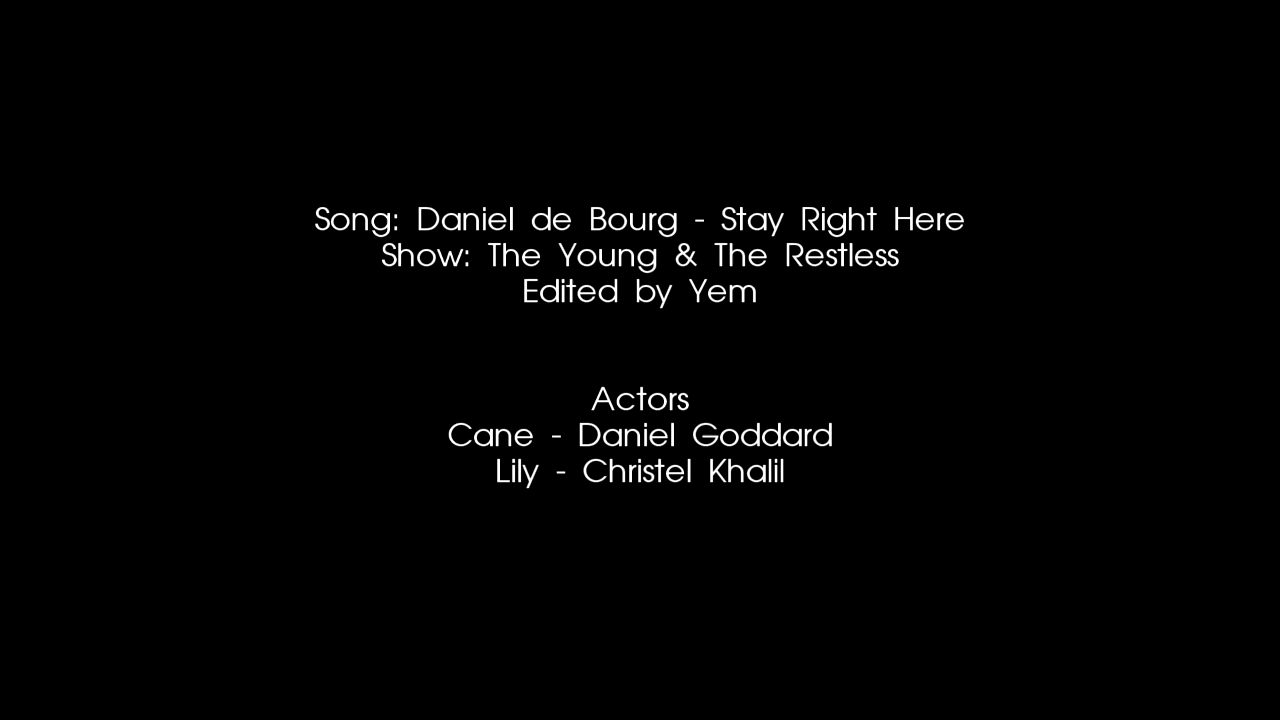 Song: Daniel de Bourg - Stay Right Here
Show: The Young & The Restless
Edited by Yem
Actors
Cane - Daniel Goddard
Lily - Christel Khalil